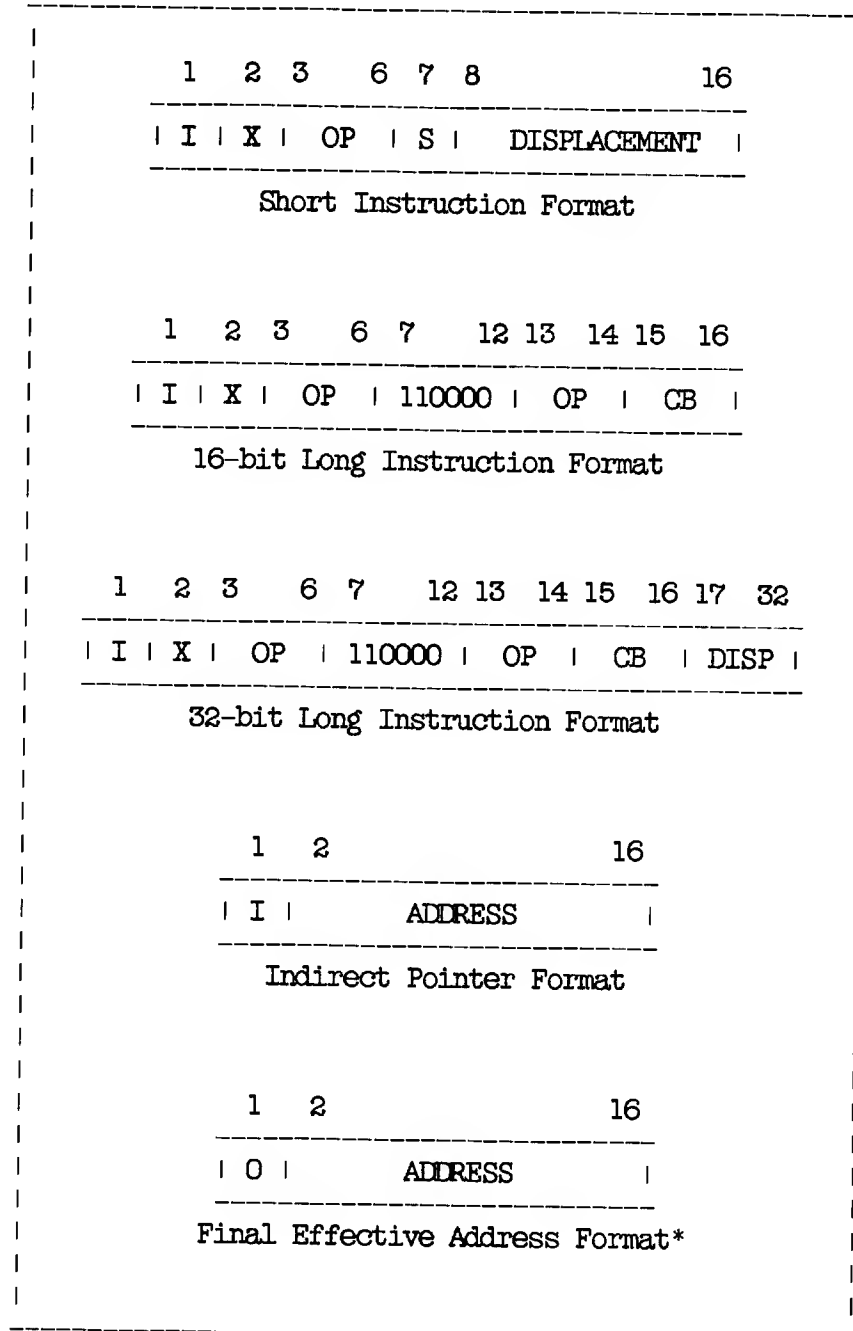 1 2 3 6 7 8 16
| I | X | OP | S | DISPLACEMENT |
Short Instruction Format
1 2 3 6 7 12 13 14 15 16
| I | X | OP | 110000 | OP | CB |
16-bit Long Instruction Format
1 2 3 6 7 12 13 14 15 16 17 32
| I | X | OP | 110000 | OP | CB | DISP |
32-bit Long Instruction Format
1 2 16
| I | ADDRESS |
Indirect Pointer Format
1 2 16
| 0 | ADDRESS |
Final Effective Address Format*